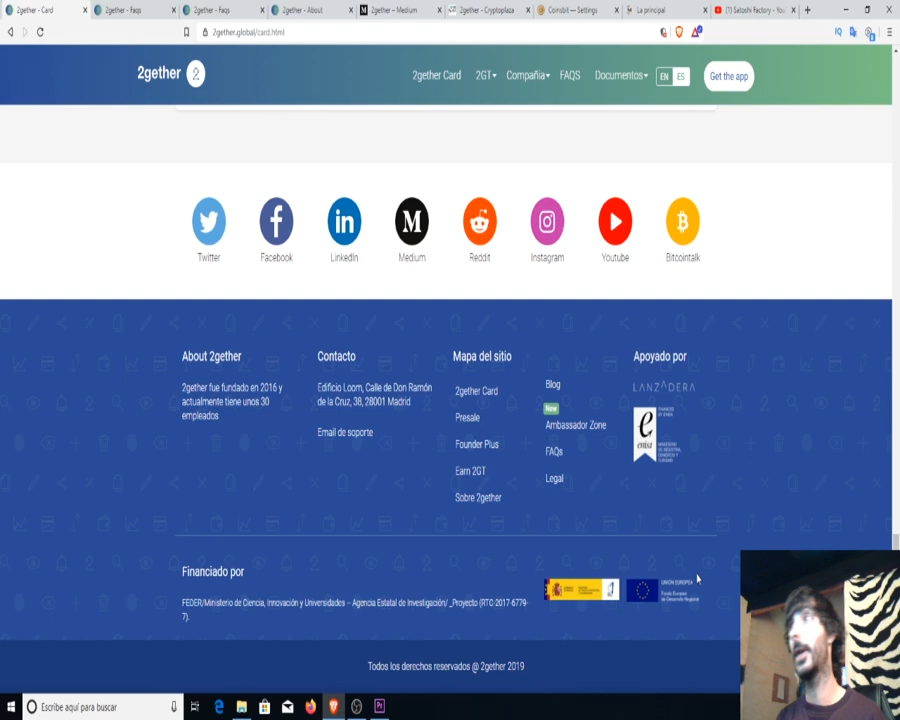 2gether - Card
2gether - Faqs
2gether - Faqs
2gether - About
2gether – Medium
2gether - Cryptoplaza
Coinsbit — Settings
La principal
(1) Satoshi Factory - You
2gether.global/card.html
2gether 2
2gether Card
2GT
Compañia
FAQS
Documentos
EN ES
Get the app
Twitter
Facebook
LinkedIn
Medium
Reddit
Instagram
Youtube
Bitcointalk
About 2gether
2gether fue fundado en 2016 y
actualmente tiene unos 30
empleados
Contacto
Edificio Loom, Calle de Don Ramón
de la Cruz, 38, 28001 Madrid
Email de soporte
Mapa del sitio
2gether Card
Presale
Founder Plus
Earn 2GT
Sobre 2gether
Blog
New
Ambassador Zone
FAQs
Legal
Apoyado por
LANZADERA
enisa
Financiado por
FEDER/Ministerio de Ciencia, Innovación y Universidades – Agencia Estatal de Investigación/ _Proyecto (RTC-2017-6779-
7).
UNIÓN EUROPEA
Todos los derechos reservados @ 2gether 2019
Escribe aquí para buscar